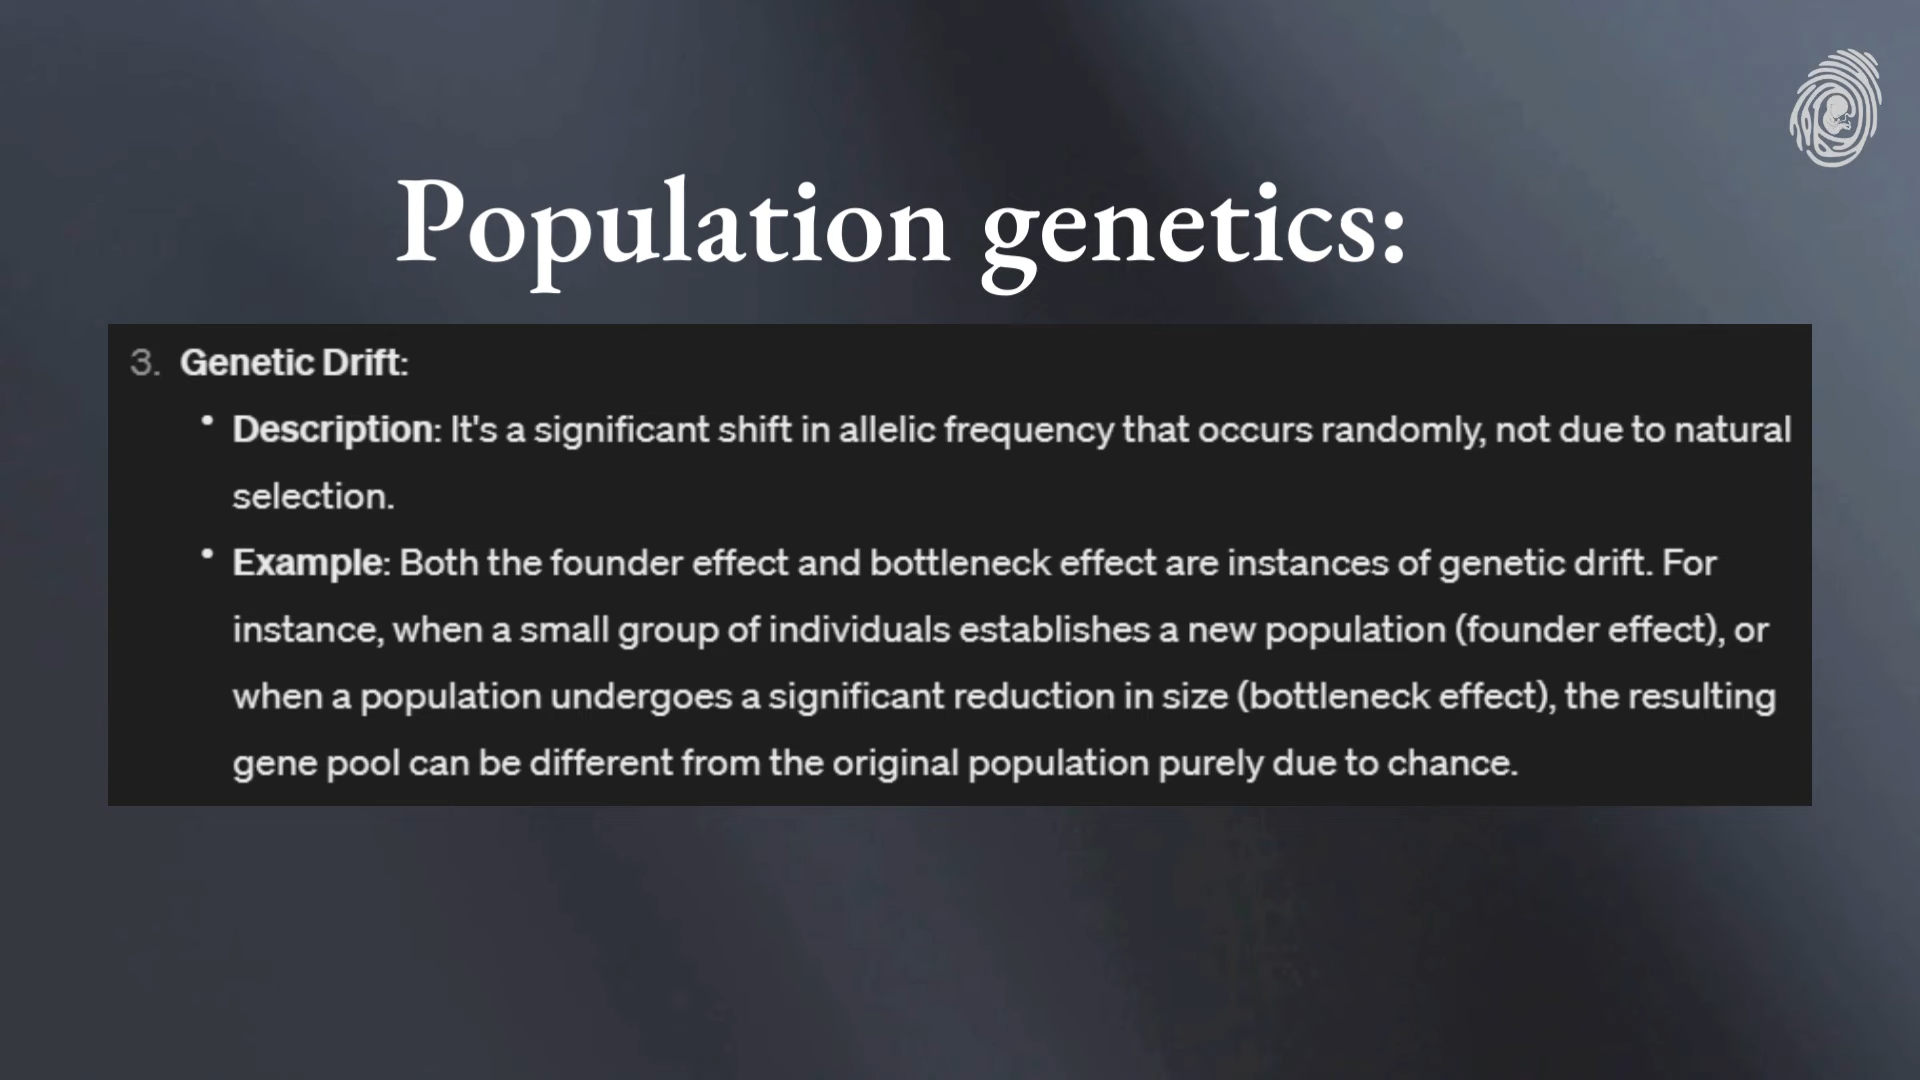 Population genetics:
3. Genetic Drift:
• Description: It's a significant shift in allelic frequency that occurs randomly, not due to natural
selection.
• Example: Both the founder effect and bottleneck effect are instances of genetic drift. For
instance, when a small group of individuals establishes a new population (founder effect), or
when a population undergoes a significant reduction in size (bottleneck effect), the resulting
gene pool can be different from the original population purely due to chance.